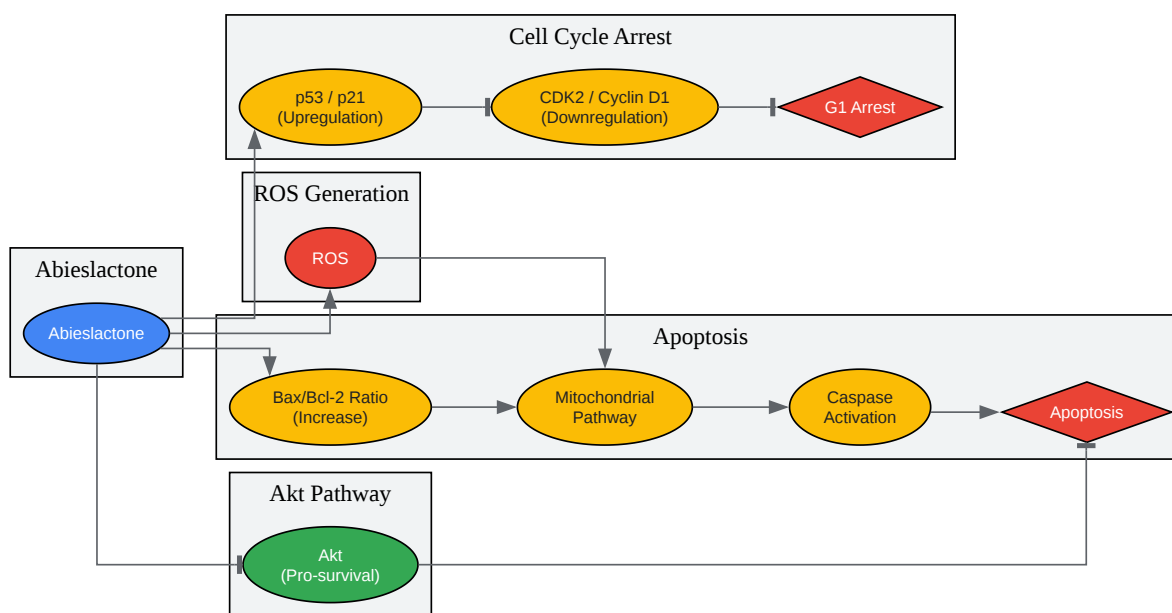 Cell Cycle Arrest
p53 / p21
(Upregulation)
CDK2 / Cyclin D1
(Downregulation)
G1 Arrest
ROS Generation
ROS
Abieslactone
Abieslactone
Apoptosis
Bax/Bcl-2 Ratio
(Increase)
Mitochondrial
Pathway
Caspase
Activation
Apoptosis
Akt Pathway
Akt
(Pro-survival)